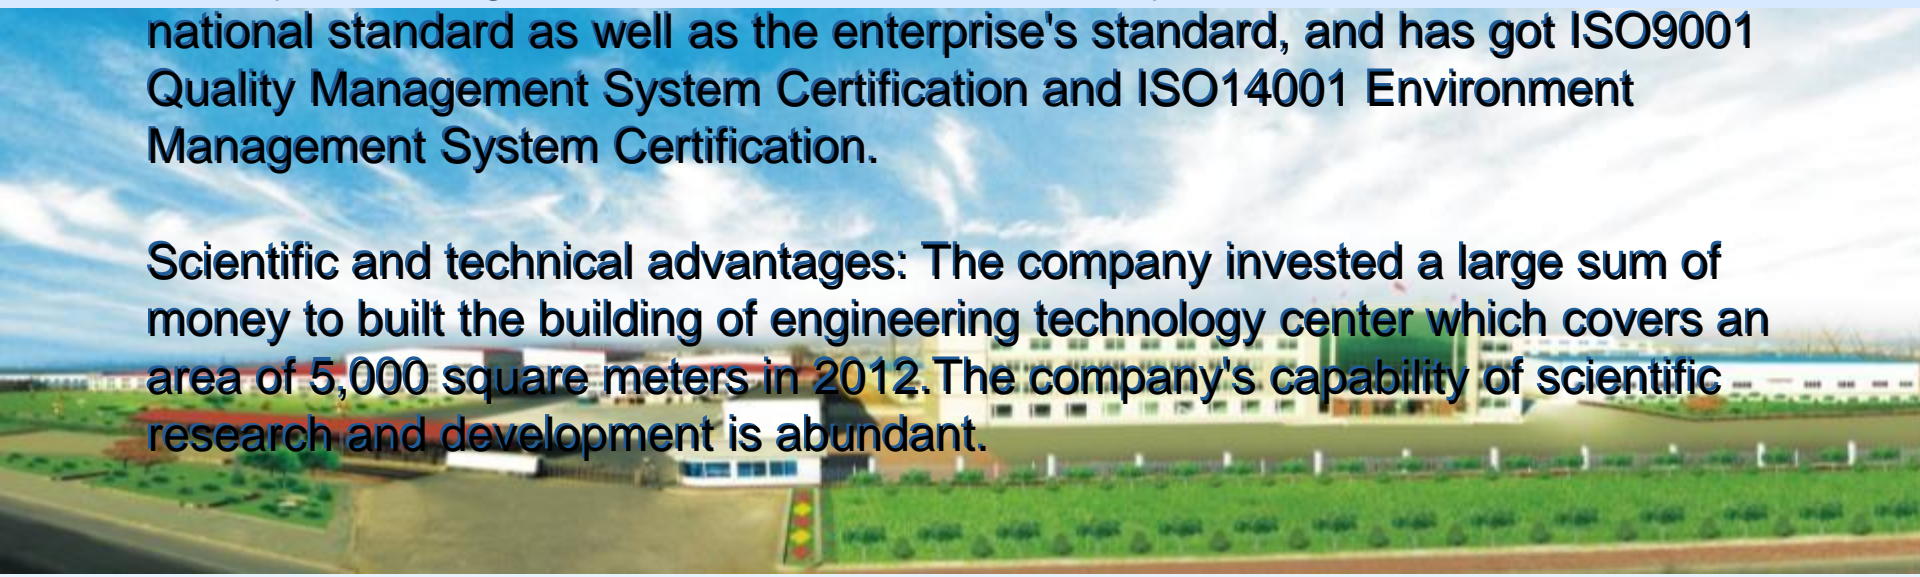 national standard as well as the enterprise's standard, and has got ISO9001
Quality Management System Certification and ISO14001 Environment
Management System Certification.
Scientific and technical advantages: The company invested a large sum of
money to built the building of engineering technology center which covers an
area of 5,000 square meters in 2012.The company's capability of scientific
research and development is abundant.